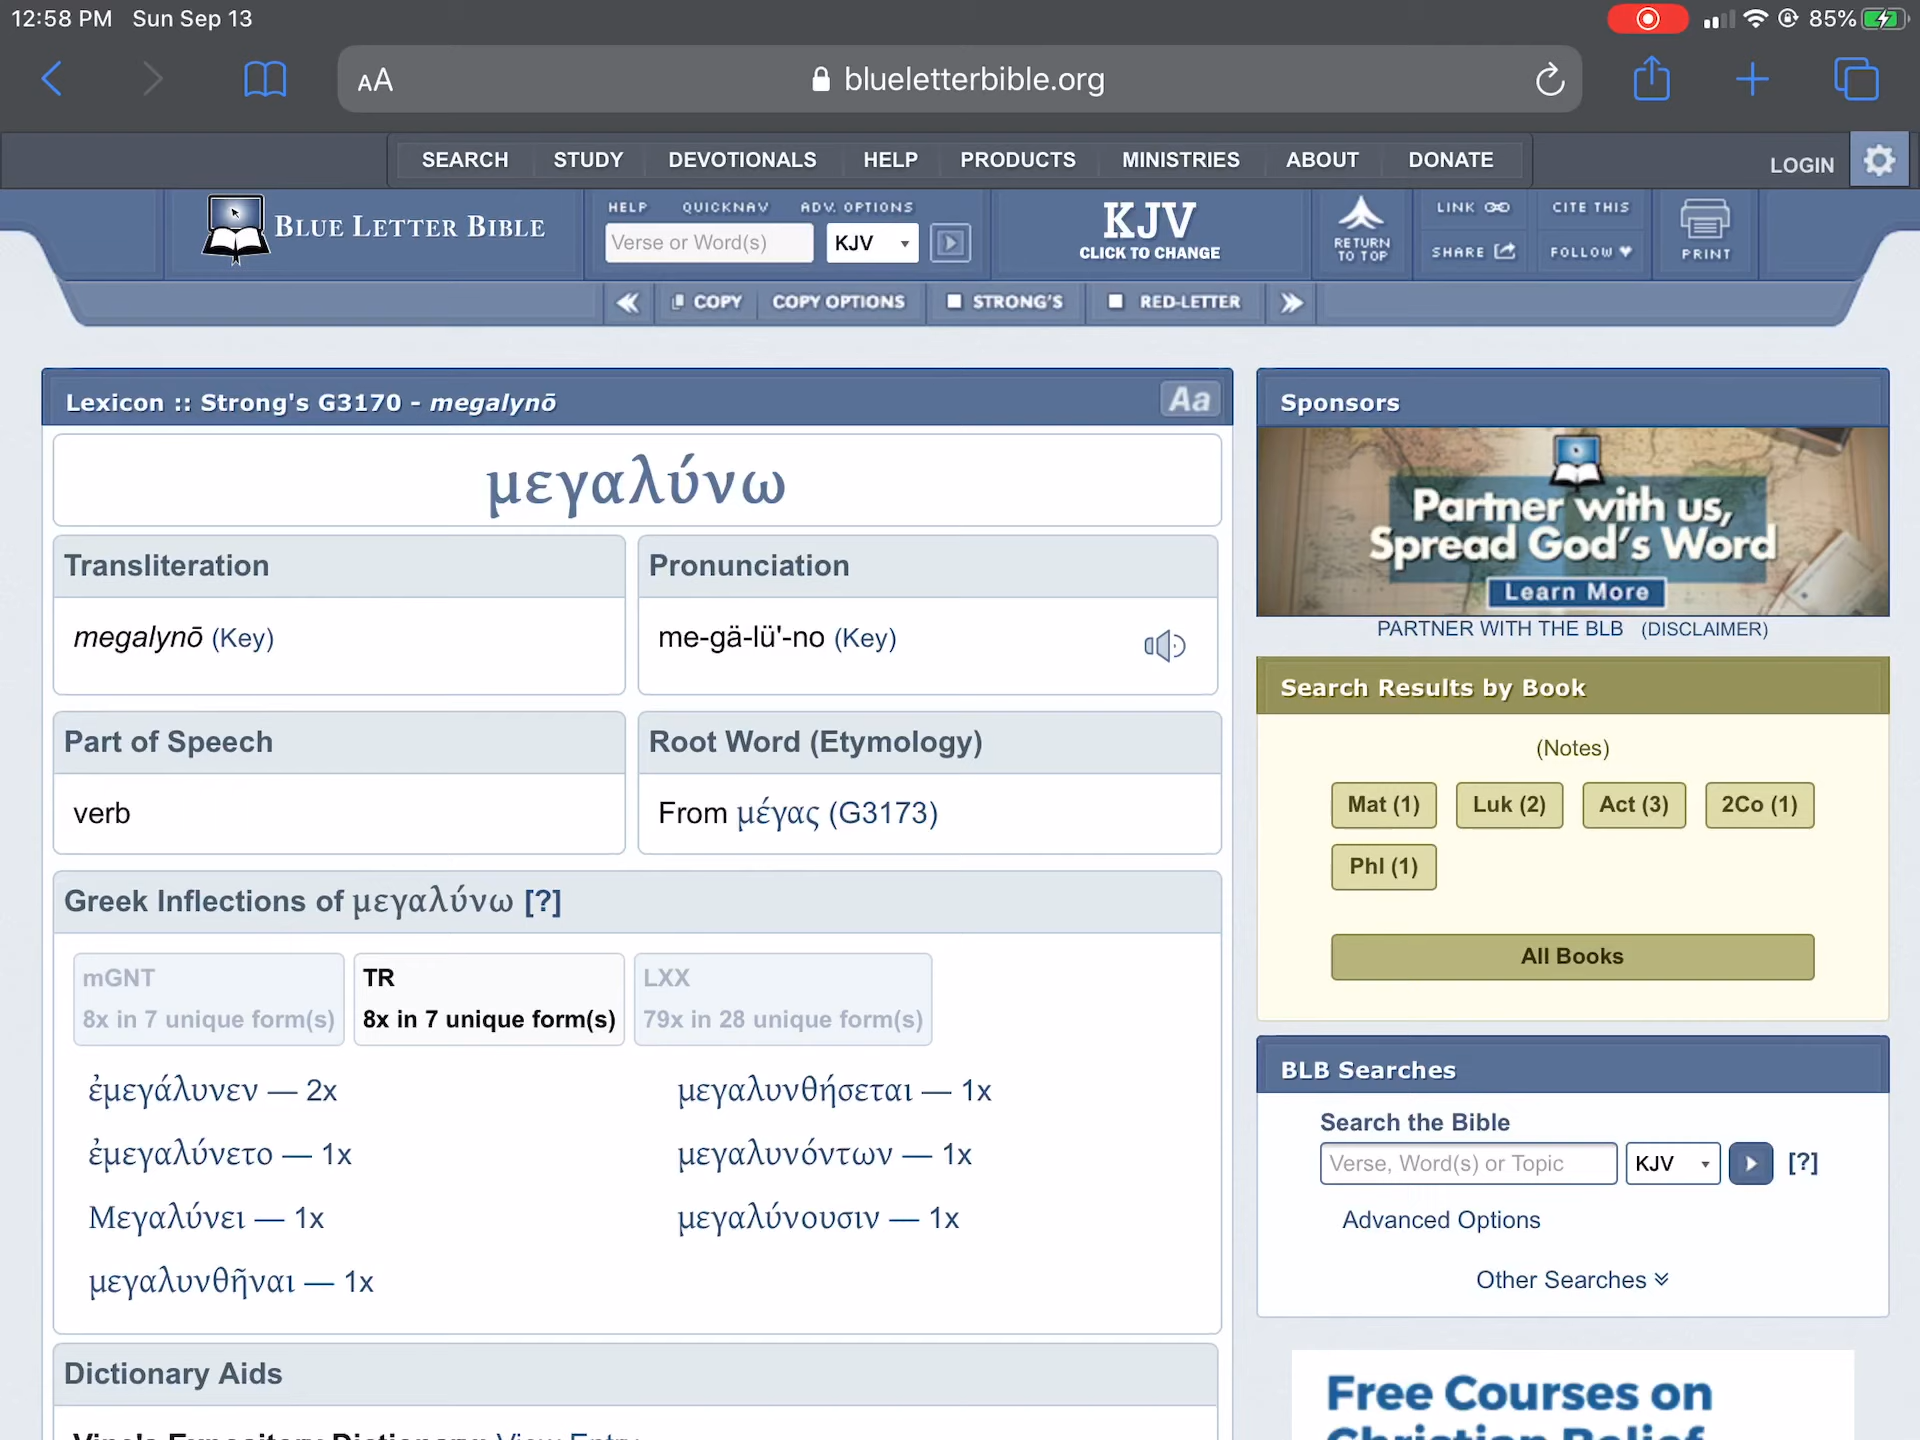 12:58 PM Sun Sep 13
85%
AA
blueletterbible.org
SEARCH STUDY DEVOTIONALS HELP PRODUCTS MINISTRIES ABOUT DONATE
LOGIN
BLUE LETTER BIBLE
HELP QUICKNAV ADV. OPTIONS
Verse or Word(s) KJV
KJV
CLICK TO CHANGE
RETURN
TO TOP
LINK
SHARE
CITE THIS
FOLLOW
PRINT
COPY COPY OPTIONS STRONG'S RED-LETTER
Lexicon :: Strong's G3170 - megalynō
Aa
μεγαλύνω
Transliteration
megalynō (Key)
Pronunciation
me-gä-lü'-no (Key)
Part of Speech
verb
Root Word (Etymology)
From μέγας (G3173)
Greek Inflections of μεγαλύνω [?]
mGNT
8x in 7 unique form(s)
TR
8x in 7 unique form(s)
LXX
79x in 28 unique form(s)
ἐμεγάλυνεν — 2x
ἐμεγαλύνετο — 1x
Μεγαλύνει — 1x
μεγαλυνθῆναι — 1x
μεγαλυνθήσεται — 1x
μεγαλυνόντων — 1x
μεγαλύνουσιν — 1x
Dictionary Aids
Vine's Expository Dictionary: View Entry
Sponsors
Partner with us,
Spread God's Word
Learn More
PARTNER WITH THE BLB (DISCLAIMER)
Search Results by Book
(Notes)
Mat (1) Luk (2) Act (3) 2Co (1)
Phl (1)
All Books
BLB Searches
Search the Bible
Verse, Word(s) or Topic KJV [?]
Advanced Options
Other Searches
Free Courses on
Christian Belief